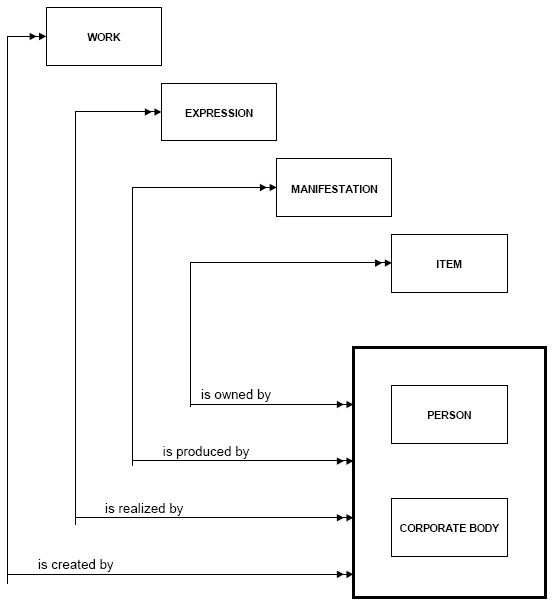 WORK
EXPRESSION
MANIFESTATION
ITEM
is owned by
PERSON
is produced by
is realized by
CORPORATE BODY
is created by